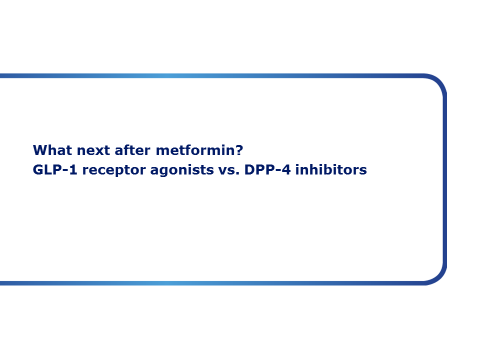 What next after metformin?
GLP-1 receptor agonists vs. DPP-4 inhibitors